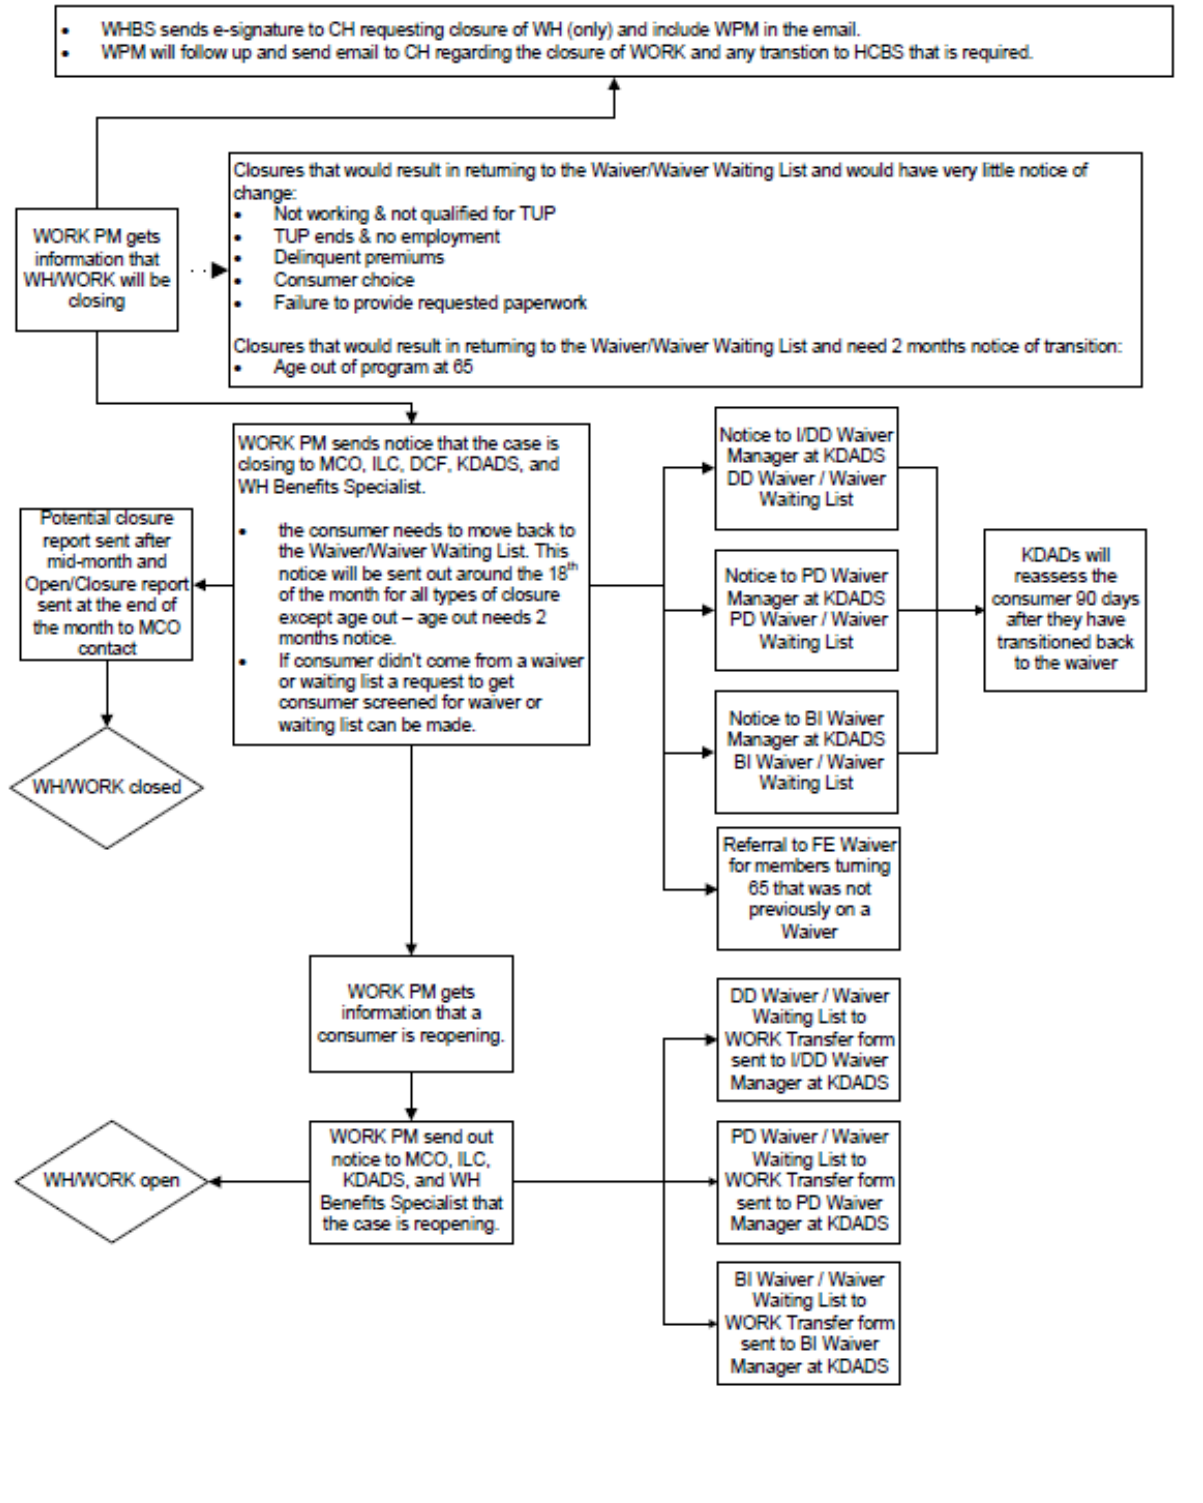 • WHBS sends e-signature to CH requesting closure of WH (only) and include WPM in the email.
• WPM will follow up and send email to CH regarding the closure of WORK and any transtion to HCBS that is required.
Closures that would result in returning to the Waiver/Waiver Waiting List and would have very little notice of
change:
• Not working & not qualified for TUP
• TUP ends & no employment
• Delinquent premiums
• Consumer choice
• Failure to provide requested paperwork
Closures that would result in returning to the Waiver/Waiver Waiting List and need 2 months notice of transition:
• Age out of program at 65
WORK PM gets
information that
WH/WORK will be
closing
WORK PM sends notice that the case is
closing to MCO, ILC, DCF, KDADS, and
WH Benefits Specialist.
• the consumer needs to move back to
the Waiver/Waiver Waiting List. This
notice will be sent out around the 18th
of the month for all types of closure
except age out – age out needs 2
months notice.
• If consumer didn't come from a waiver
or waiting list a request to get
consumer screened for waiver or
waiting list can be made.
Potential closure
report sent after
mid-month and
Open/Closure report
sent at the end of
the month to MCO
contact
WH/WORK closed
Notice to I/DD Waiver
Manager at KDADS
DD Waiver / Waiver
Waiting List
Notice to PD Waiver
Manager at KDADS
PD Waiver / Waiver
Waiting List
Notice to BI Waiver
Manager at KDADS
BI Waiver / Waiver
Waiting List
Referral to FE Waiver
for members turning
65 that was not
previously on a
Waiver
KDADs will
reassess the
consumer 90 days
after they have
transitioned back
to the waiver
WORK PM gets
information that a
consumer is reopening.
WORK PM send out
notice to MCO, ILC,
KDADS, and WH
Benefits Specialist that
the case is reopening.
WH/WORK open
DD Waiver / Waiver
Waiting List to
WORK Transfer form
sent to I/DD Waiver
Manager at KDADS
PD Waiver / Waiver
Waiting List to
WORK Transfer form
sent to PD Waiver
Manager at KDADS
BI Waiver / Waiver
Waiting List to
WORK Transfer form
sent to BI Waiver
Manager at KDADS